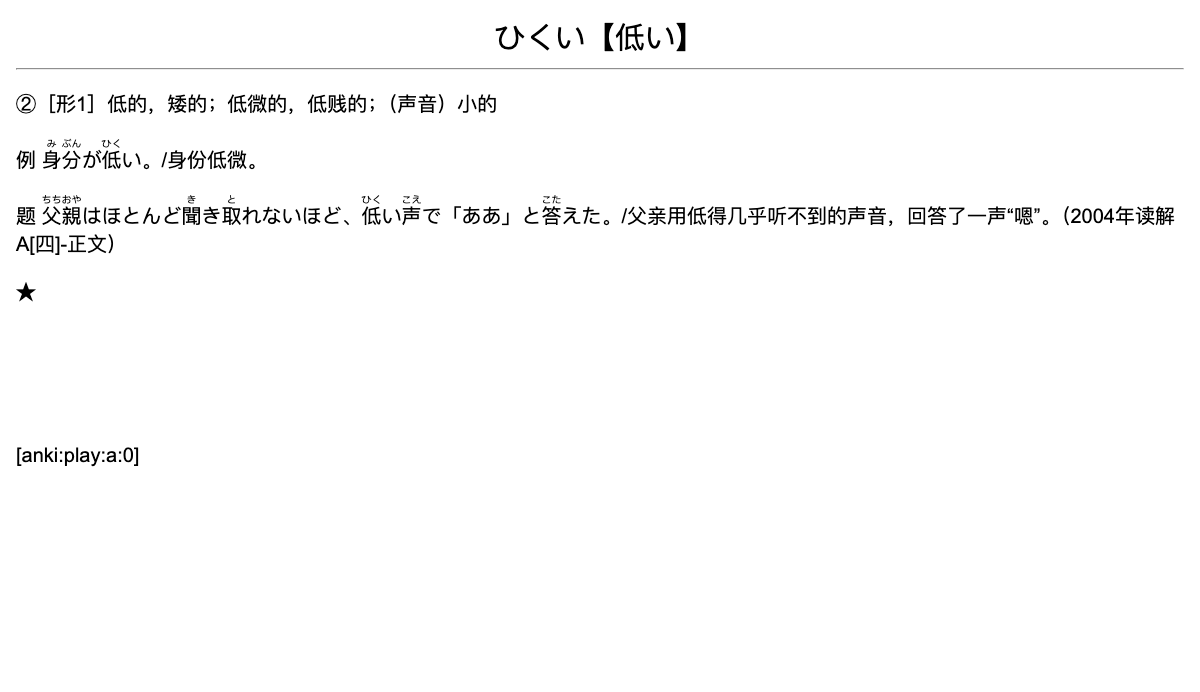 ひくい【低い】
②［形1］低的，矮的；低微的，低贱的；（声音）小的
み ぶん ひく
例 身分が低い。/身份低微。
ちちおや き と ひく こえ こた
题 父親はほとんど聞き取れないほど、低い声で「ああ」と答えた。/父亲用低得几乎听不到的声音，回答了一声“嗯”。（2004年读解
A[四]-正文）
★
[anki:play:a:0]